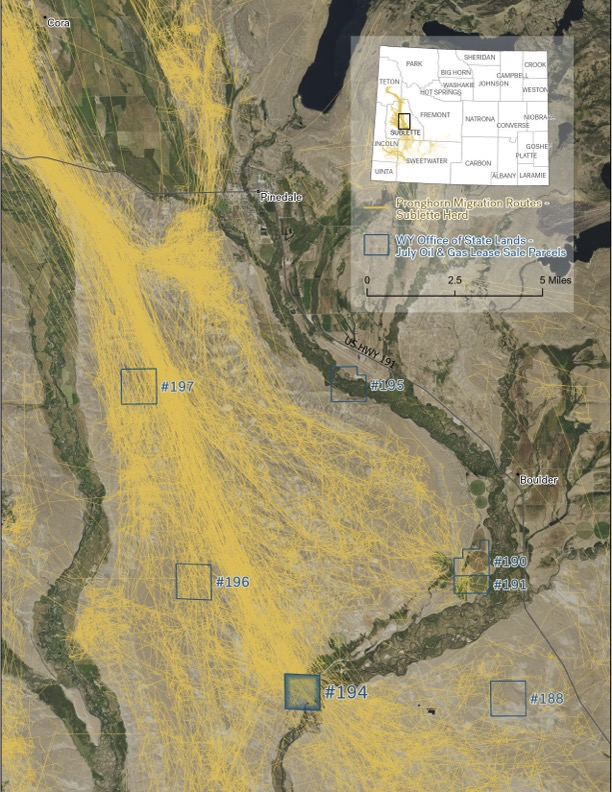 Cora
PARK
SHERIDAN
CROOK
BIG HORN
CAMPBELL
TETON
WASHAKIE
JOHNSON
WESTON
HOT SPRINGS
FREMONT
NATRONA
NIOBRA
CONVERSE
SUBLETTE
LINCOLN
GOSHE
PLATTE
SWEETWATER
CARBON
UINTA
ALBANY
LARAMIE
Pinedale
Pronghorn Migration Routes -
Sublette Herd
WY Office of State Lands -
July Oil & Gas Lease Sale Parcels
0 2.5 5 Miles
US HWY 191
#197
#195
Boulder
#190
#191
#196
#194
#188